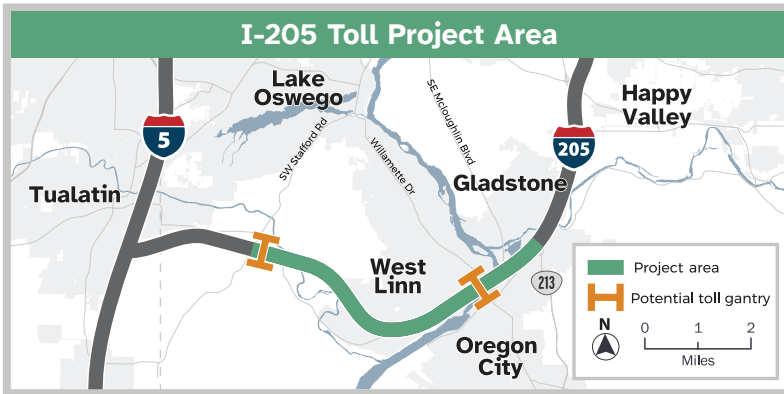 I-205 Toll Project Area
Lake
Oswego
SE Mcloughlin Blvd
Happy
Valley
5
SW Stafford Rd
Willamette Dr
205
Tualatin
Gladstone
West
Linn
Project area
213
Potential toll gantry
N
0 1 2
Miles
Oregon
City